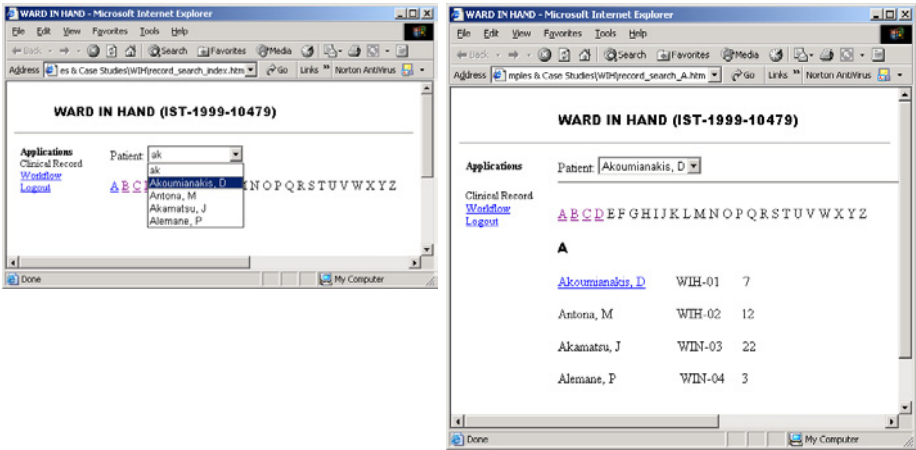 WARD IN HAND - Microsoft Internet Explorer
File Edit View Favorites Tools Help
Back Search Favorites Media
Address es & Case Studies\WIH\record_search_index.htm Go Links » Norton AntiVirus
WARD IN HAND (IST-1999-10479)
Applications
Clinical Record
Workflow
Logout
Patient: ak
ak
Akoumianakis, D
Antona, M
Akamatsu, J
Alemane, P
A B C N O P Q R S T U V W X Y Z
Done My Computer
WARD IN HAND - Microsoft Internet Explorer
File Edit View Favorites Tools Help
Back Search Favorites Media
Address mples & Case Studies\WIH\record_search_A.htm Go Links » Norton AntiVirus
WARD IN HAND (IST-1999-10479)
Applications
Clinical Record
Workflow
Logout
Patient: Akoumianakis, D
A B C D E F G H I J K L M N O P Q R S T U V W X Y Z
A
Akoumianakis, D WIH-01 7
Antona, M WIH-02 12
Akamatsu, J WIN-03 22
Alemane, P WIN-04 3
Done My Computer